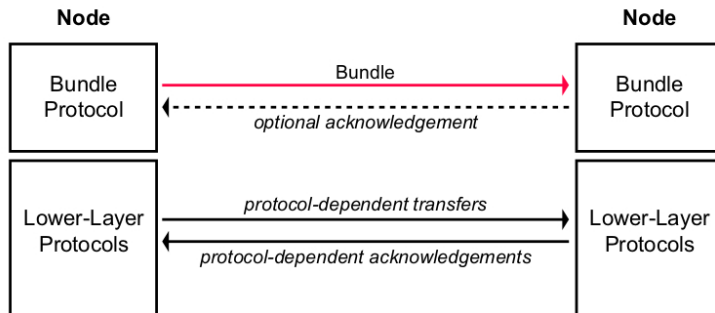 Node
Node
Bundle
Protocol
Bundle
optional acknowledgement
Bundle
Protocol
Lower-Layer
Protocols
protocol-dependent transfers
protocol-dependent acknowledgements
Lower-Layer
Protocols